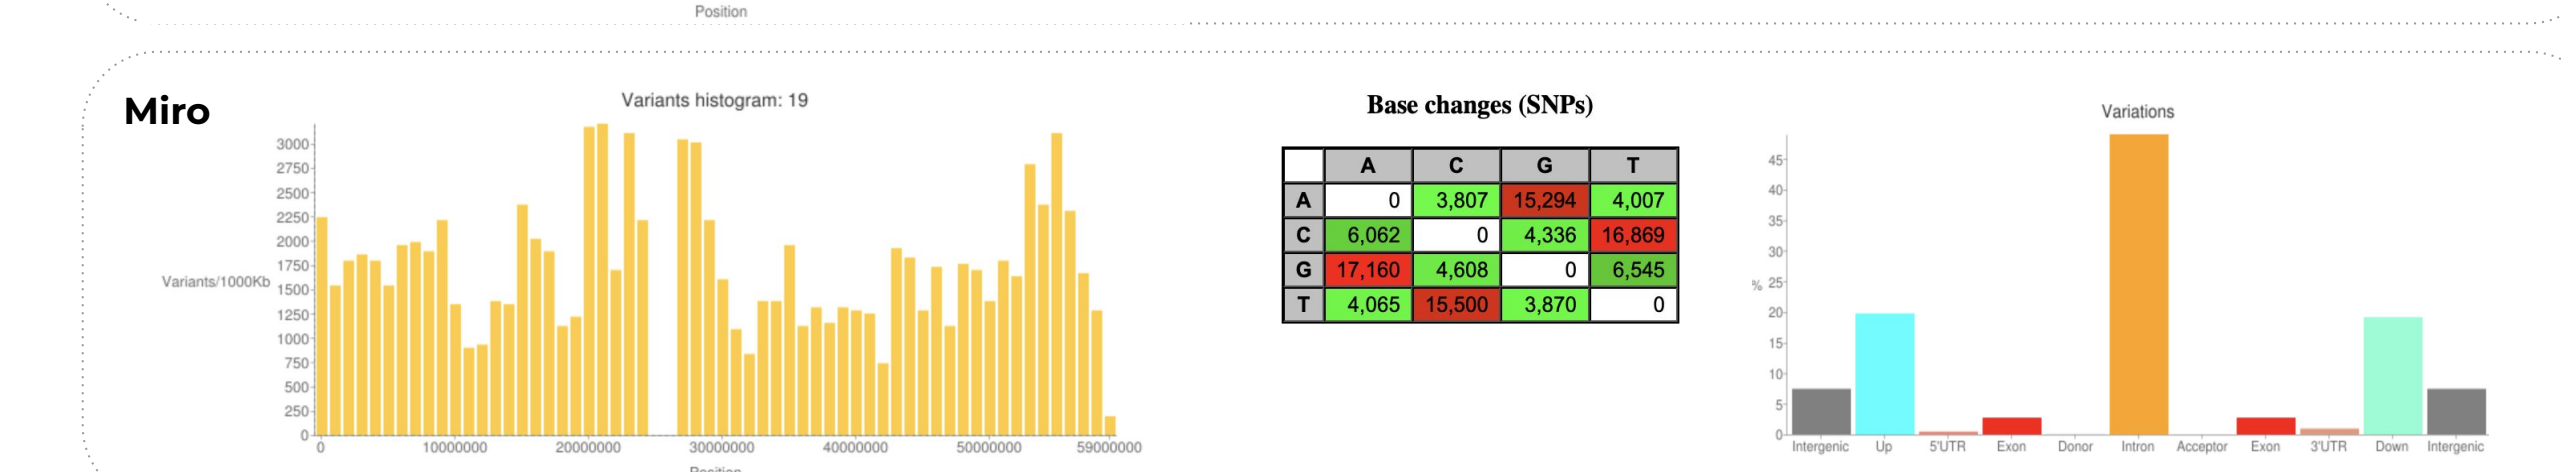 Position
Miro
Variants histogram: 19
Variants/1000Kb
3000
2750
2500
2250
2000
1750
1500
1250
1000
750
500
250
0
0 10000000 20000000 30000000 40000000 50000000 59000000
Position
Base changes (SNPs)
A C G T
A 0 3,807 15,294 4,007
C 6,062 0 4,336 16,869
G 17,160 4,608 0 6,545
T 4,065 15,500 3,870 0
Variations
%
45
40
35
30
25
20
15
10
5
0
Intergenic Up 5'UTR Exon Donor Intron Acceptor Exon 3'UTR Down Intergenic